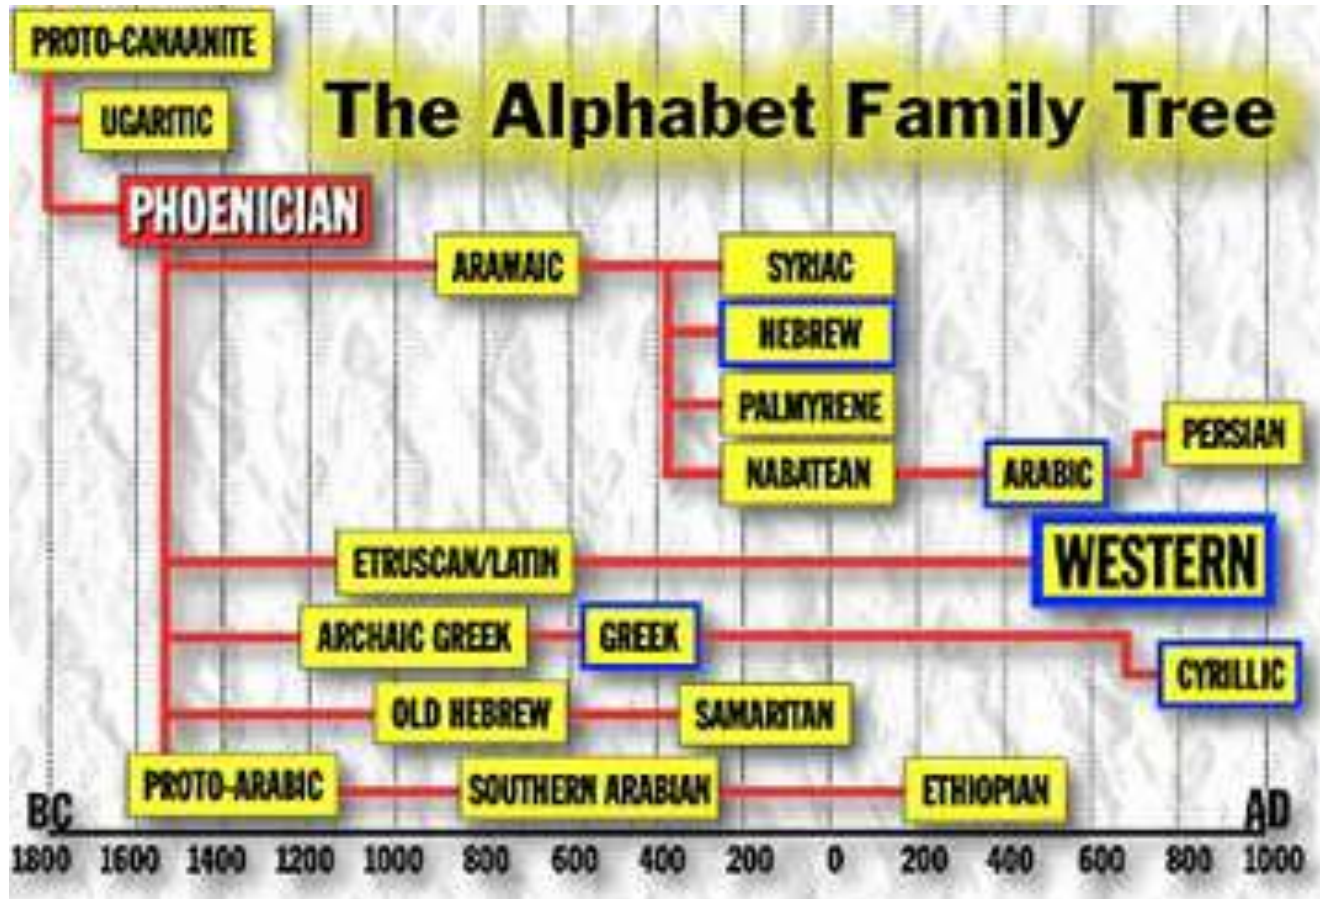 PROTO-CANAANITE
The Alphabet Family Tree
UGARITIC
PHOENICIAN
ARAMAIC
SYRIAC
HEBREW
PALMYRENE
PERSIAN
NABATEAN
ARABIC
ETRUSCAN/LATIN
WESTERN
ARCHAIC GREEK
GREEK
CYRILLIC
OLD HEBREW
SAMARITAN
PROTO-ARABIC
SOUTHERN ARABIAN
ETHIOPIAN
BC
AD
1800 1600 1400 1200 1000 800 600 400 200 0 200 400 600 800 1000